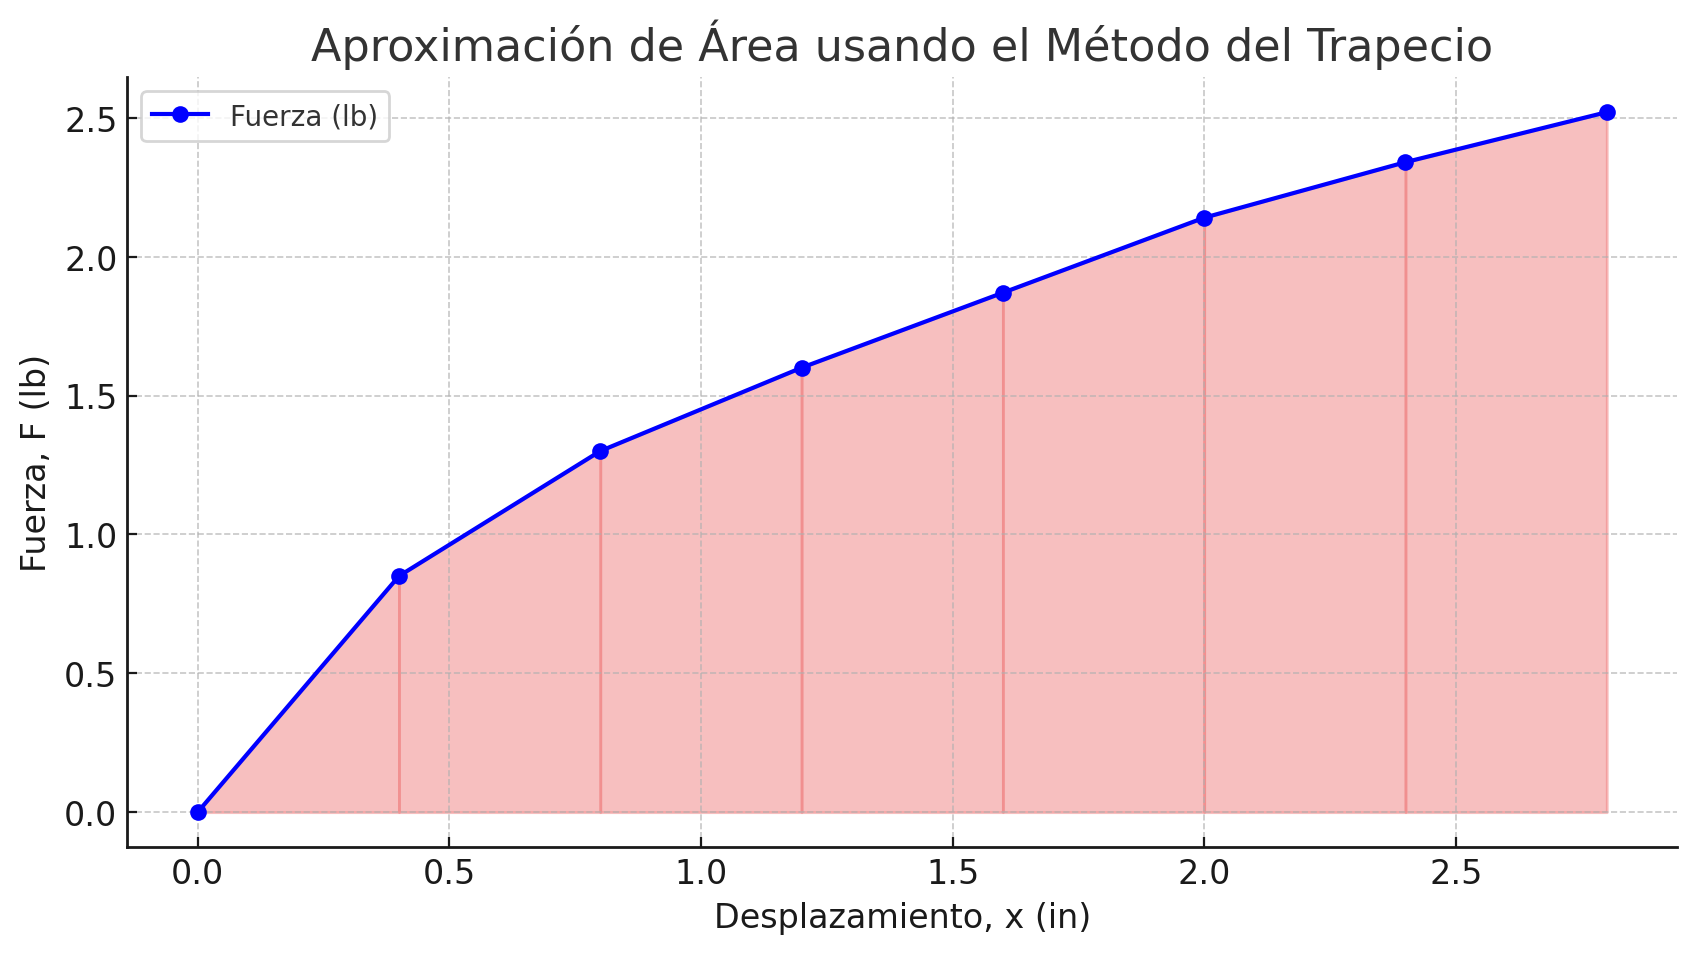 Aproximación de Área usando el Método del Trapecio
Fuerza (lb)
2.5
2.0
1.5
1.0
0.5
0.0
Fuerza, F (lb)
0.0 0.5 1.0 1.5 2.0 2.5
Desplazamiento, x (in)